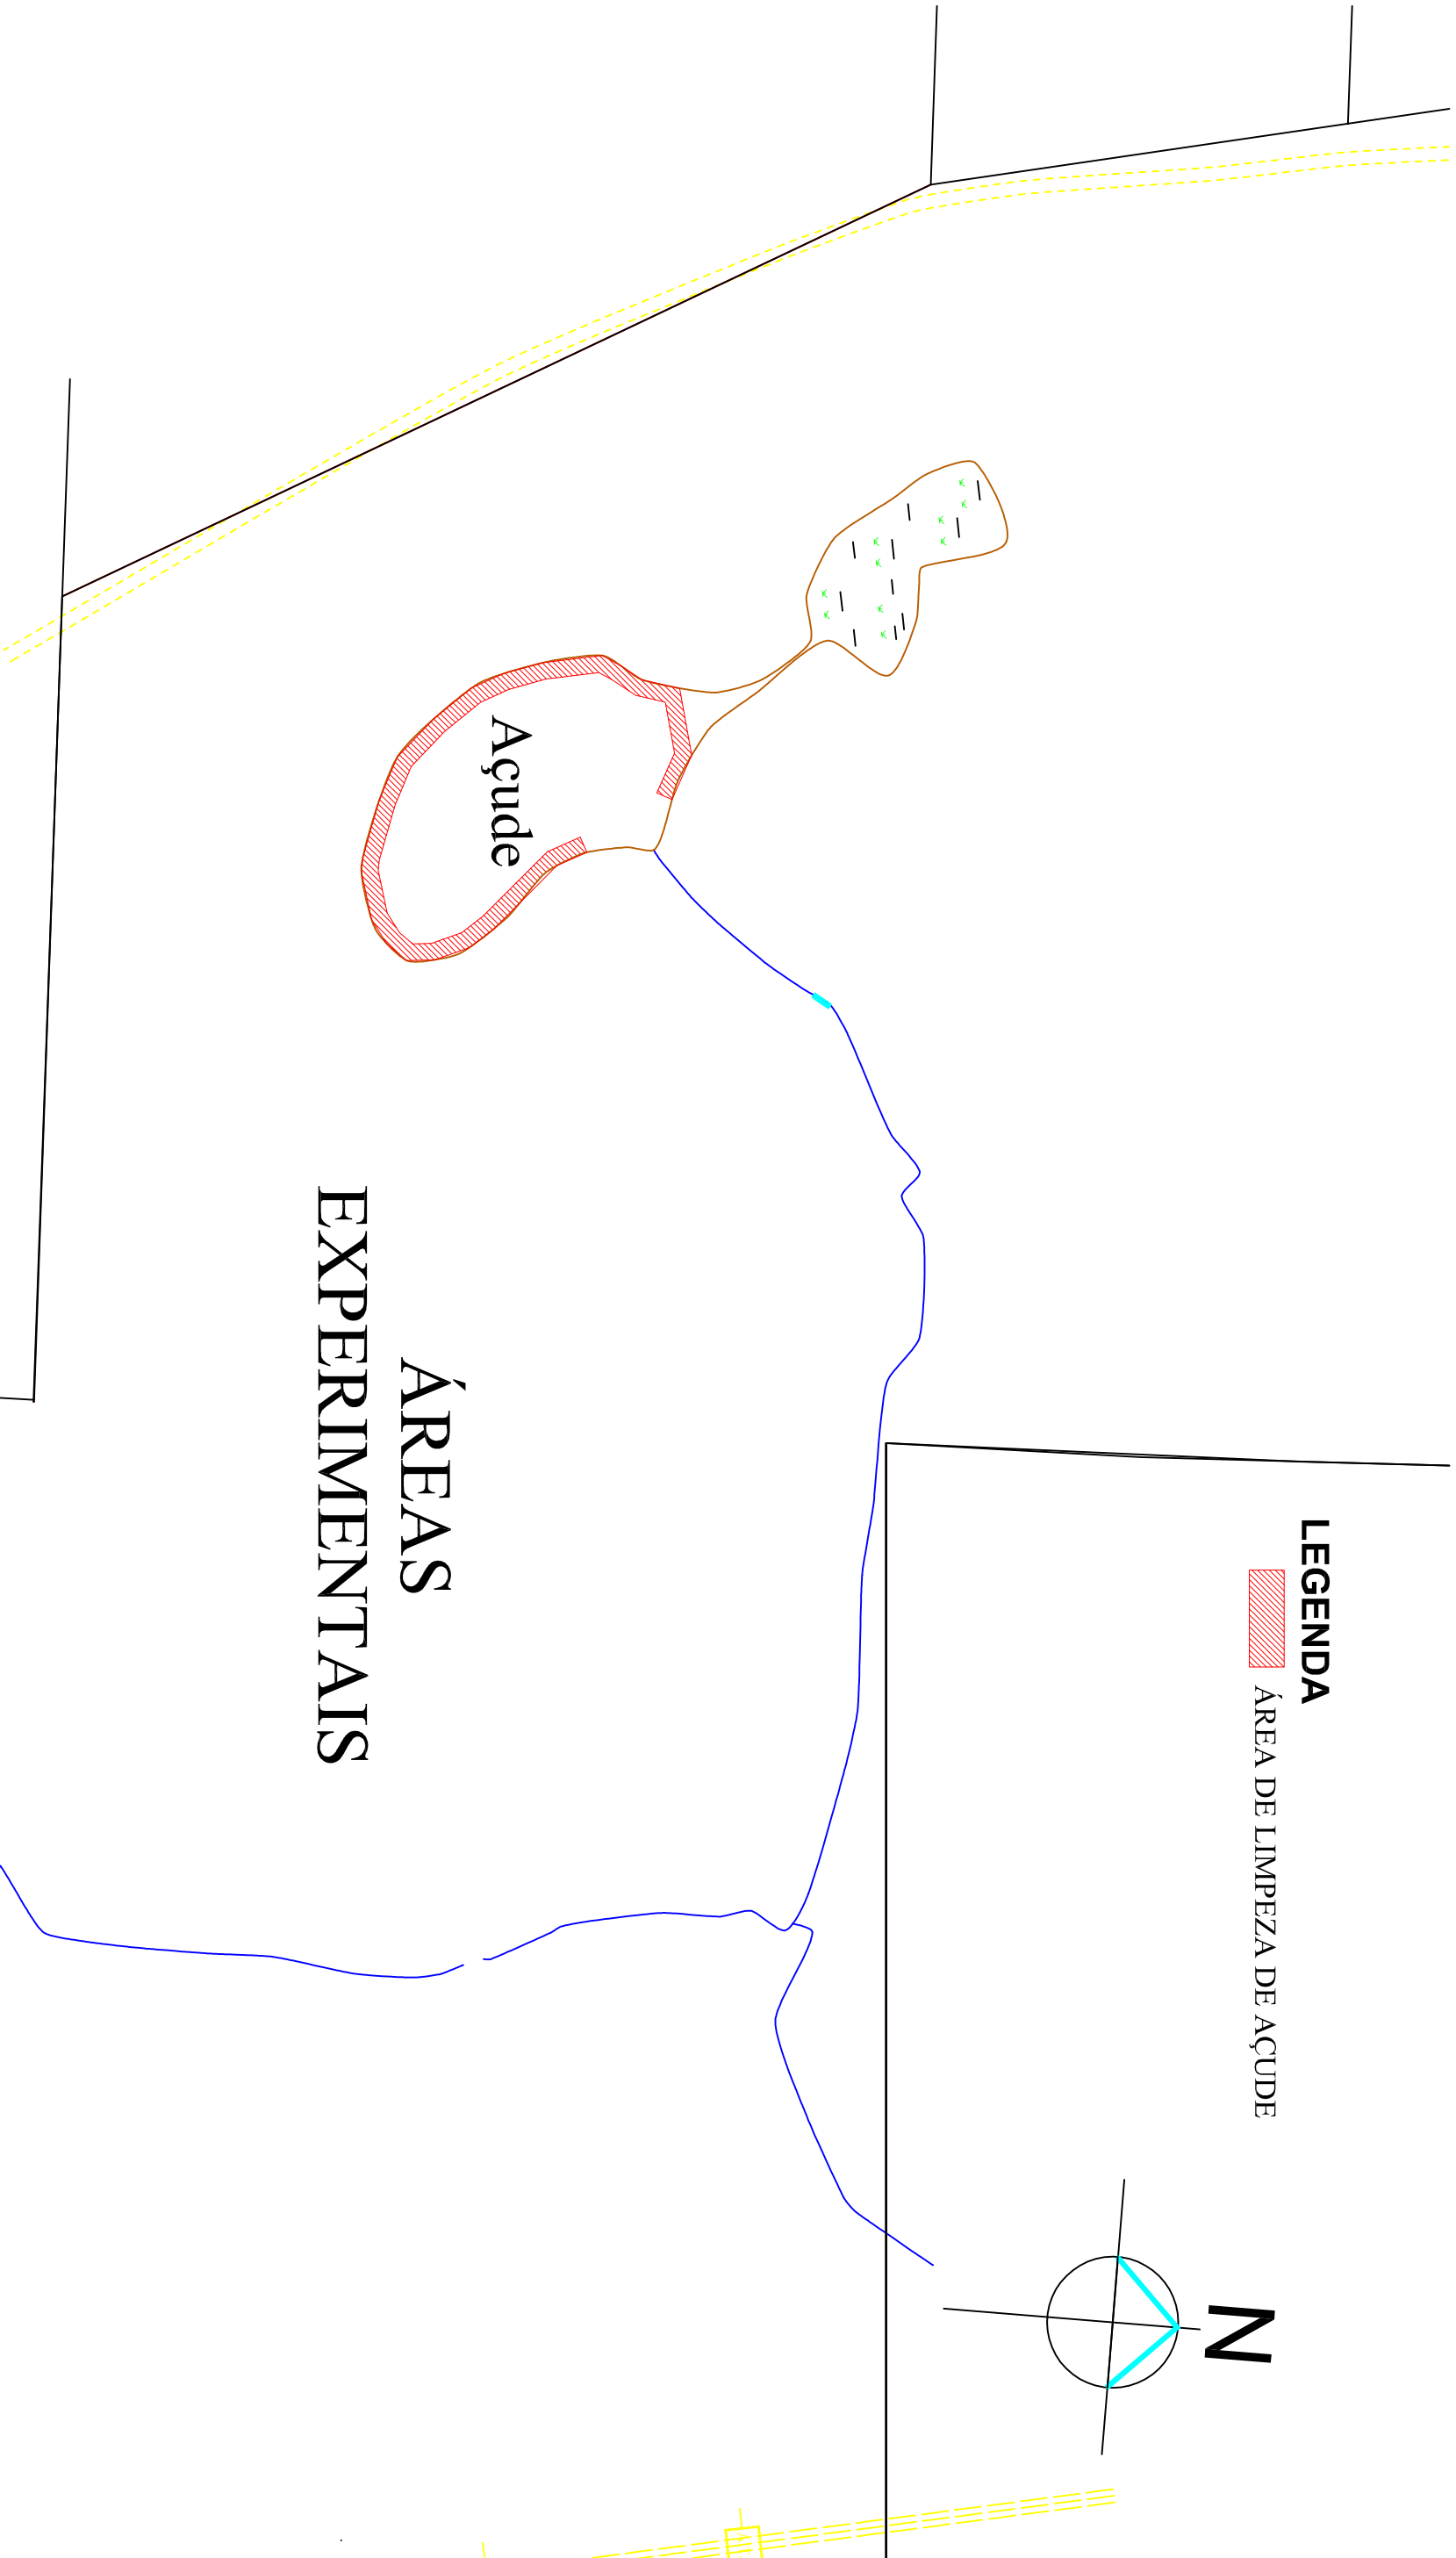 Açude
ÁREAS
EXPERIMENTAIS
LEGENDA
ÁREA DE LIMPEZA DE AÇUDE
N